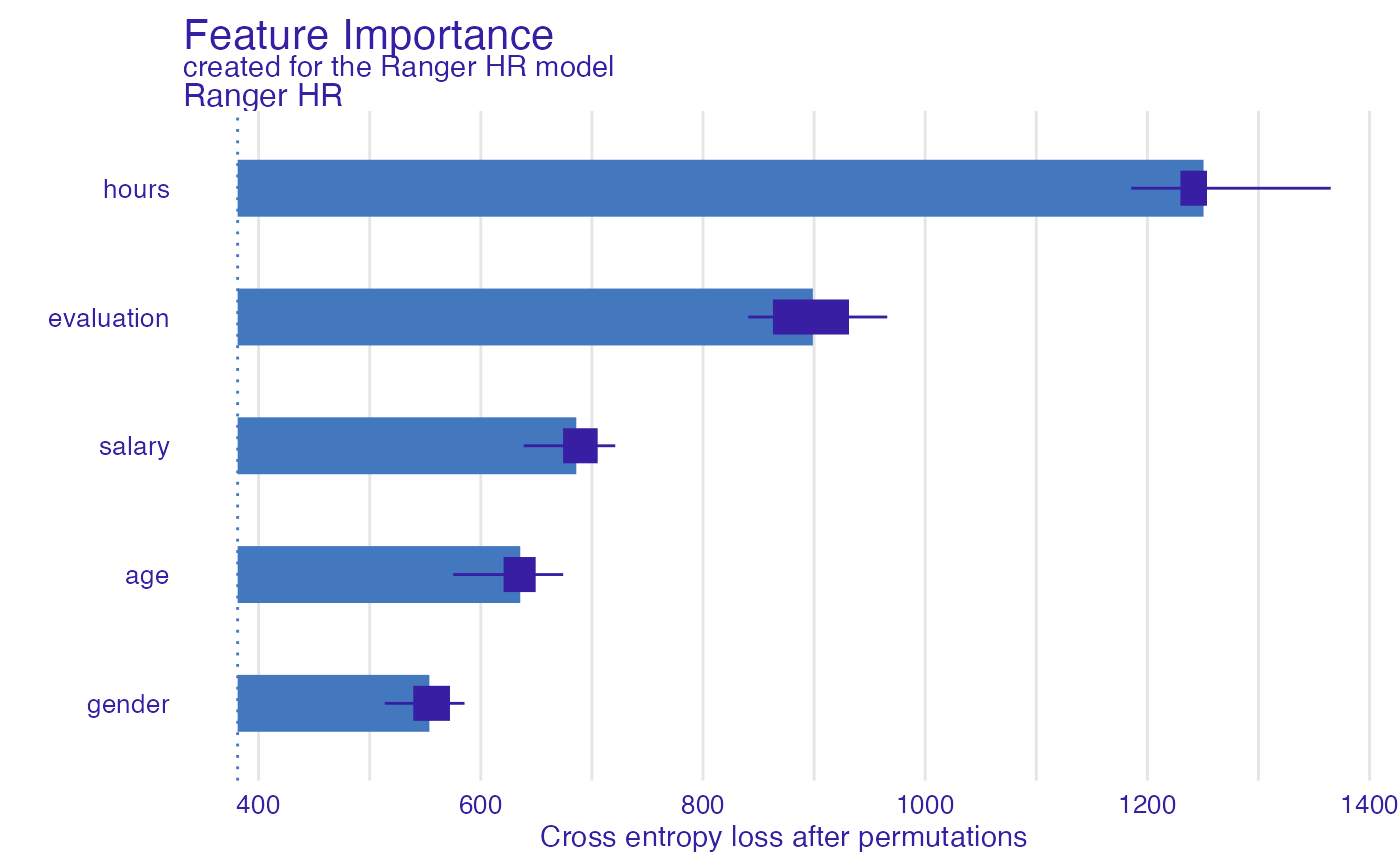 Feature Importance
created for the Ranger HR model
Ranger HR
hours
evaluation
salary
age
gender
400 600 800 1000 1200 1400
Cross entropy loss after permutations